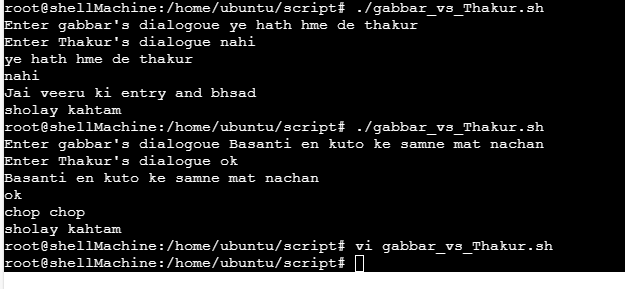 root@shellMachine:/home/ubuntu/script# ./gabbar_vs_Thakur.sh
Enter gabbar's dialogoue ye hath hme de thakur
Enter Thakur's dialogue nahi
ye hath hme de thakur
nahi
Jai veeru ki entry and bhsad
sholay kahtam
root@shellMachine:/home/ubuntu/script# ./gabbar_vs_Thakur.sh
Enter gabbar's dialogoue Basanti en kuto ke samne mat nachan
Enter Thakur's dialogue ok
Basanti en kuto ke samne mat nachan
ok
chop chop
sholay kahtam
root@shellMachine:/home/ubuntu/script# vi gabbar_vs_Thakur.sh
root@shellMachine:/home/ubuntu/script#